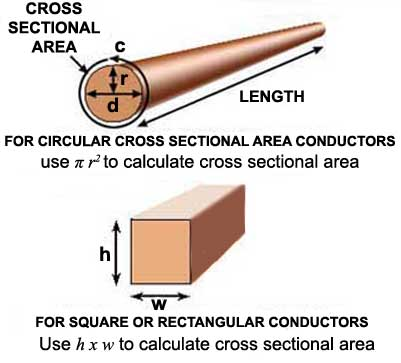 CROSS
SECTIONAL
AREA
c
r
d
LENGTH
FOR CIRCULAR CROSS SECTIONAL AREA CONDUCTORS
use π r² to calculate cross sectional area
h
w
FOR SQUARE OR RECTANGULAR CONDUCTORS
Use h x w to calculate cross sectional area